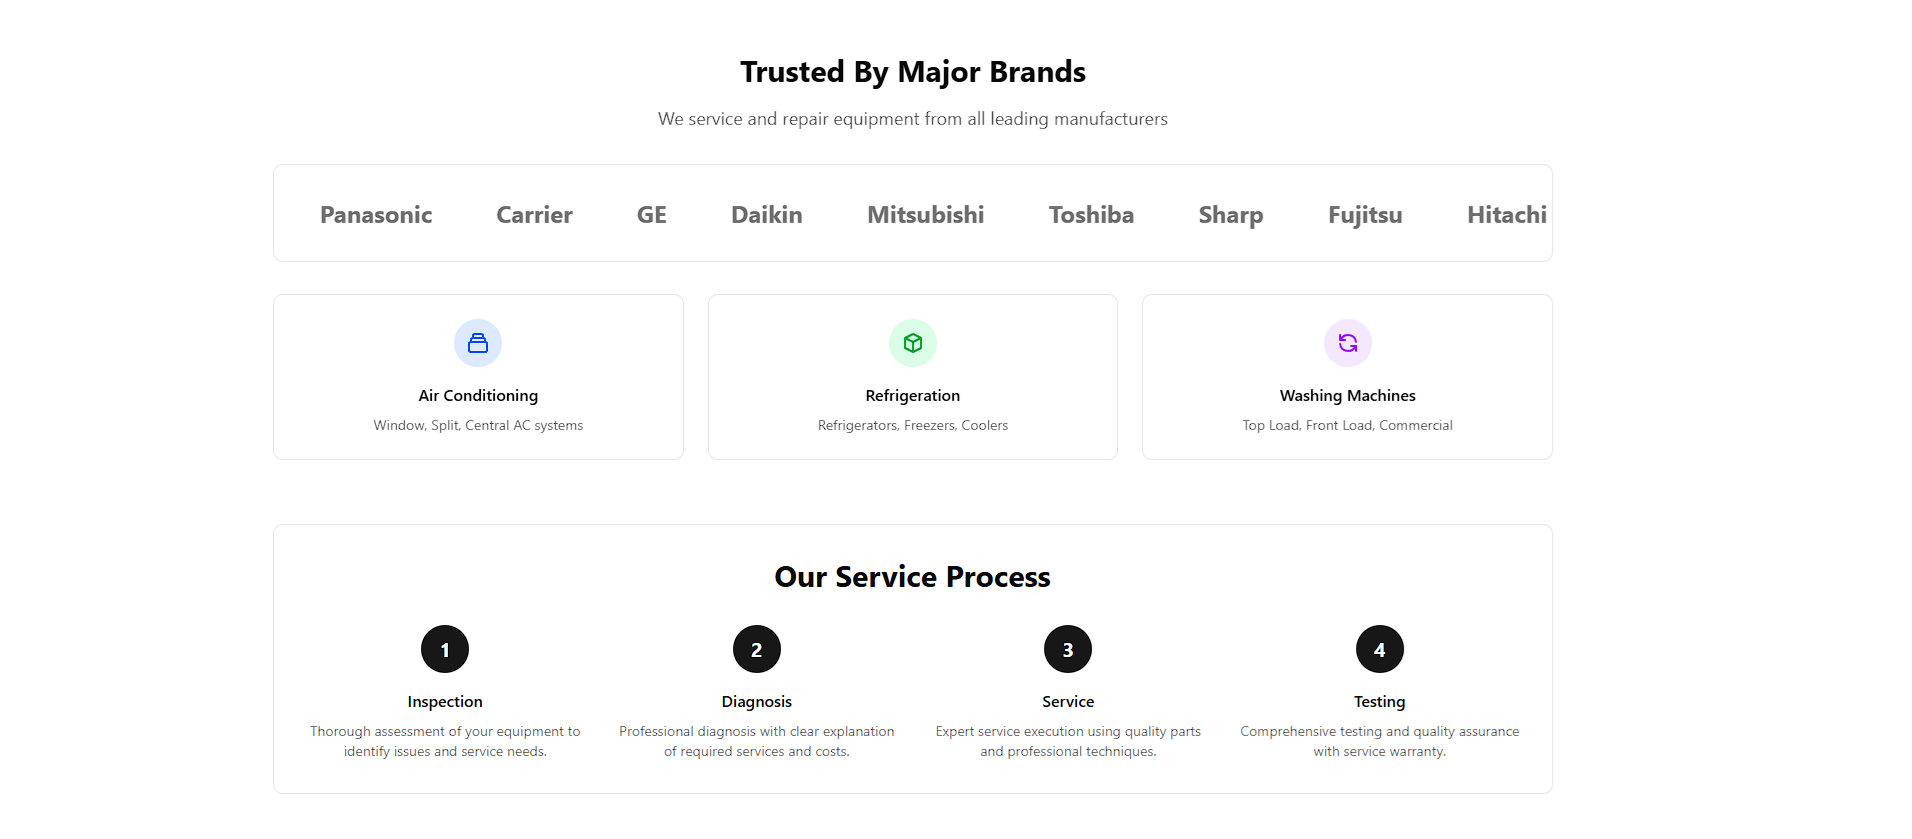 Trusted By Major Brands
We service and repair equipment from all leading manufacturers
Panasonic Carrier GE Daikin Mitsubishi Toshiba Sharp Fujitsu Hitachi
Air Conditioning
Window, Split, Central AC systems
Refrigeration
Refrigerators, Freezers, Coolers
Washing Machines
Top Load, Front Load, Commercial
Our Service Process
1
Inspection
Thorough assessment of your equipment to
identify issues and service needs.
2
Diagnosis
Professional diagnosis with clear explanation
of required services and costs.
3
Service
Expert service execution using quality parts
and professional techniques.
4
Testing
Comprehensive testing and quality assurance
with service warranty.